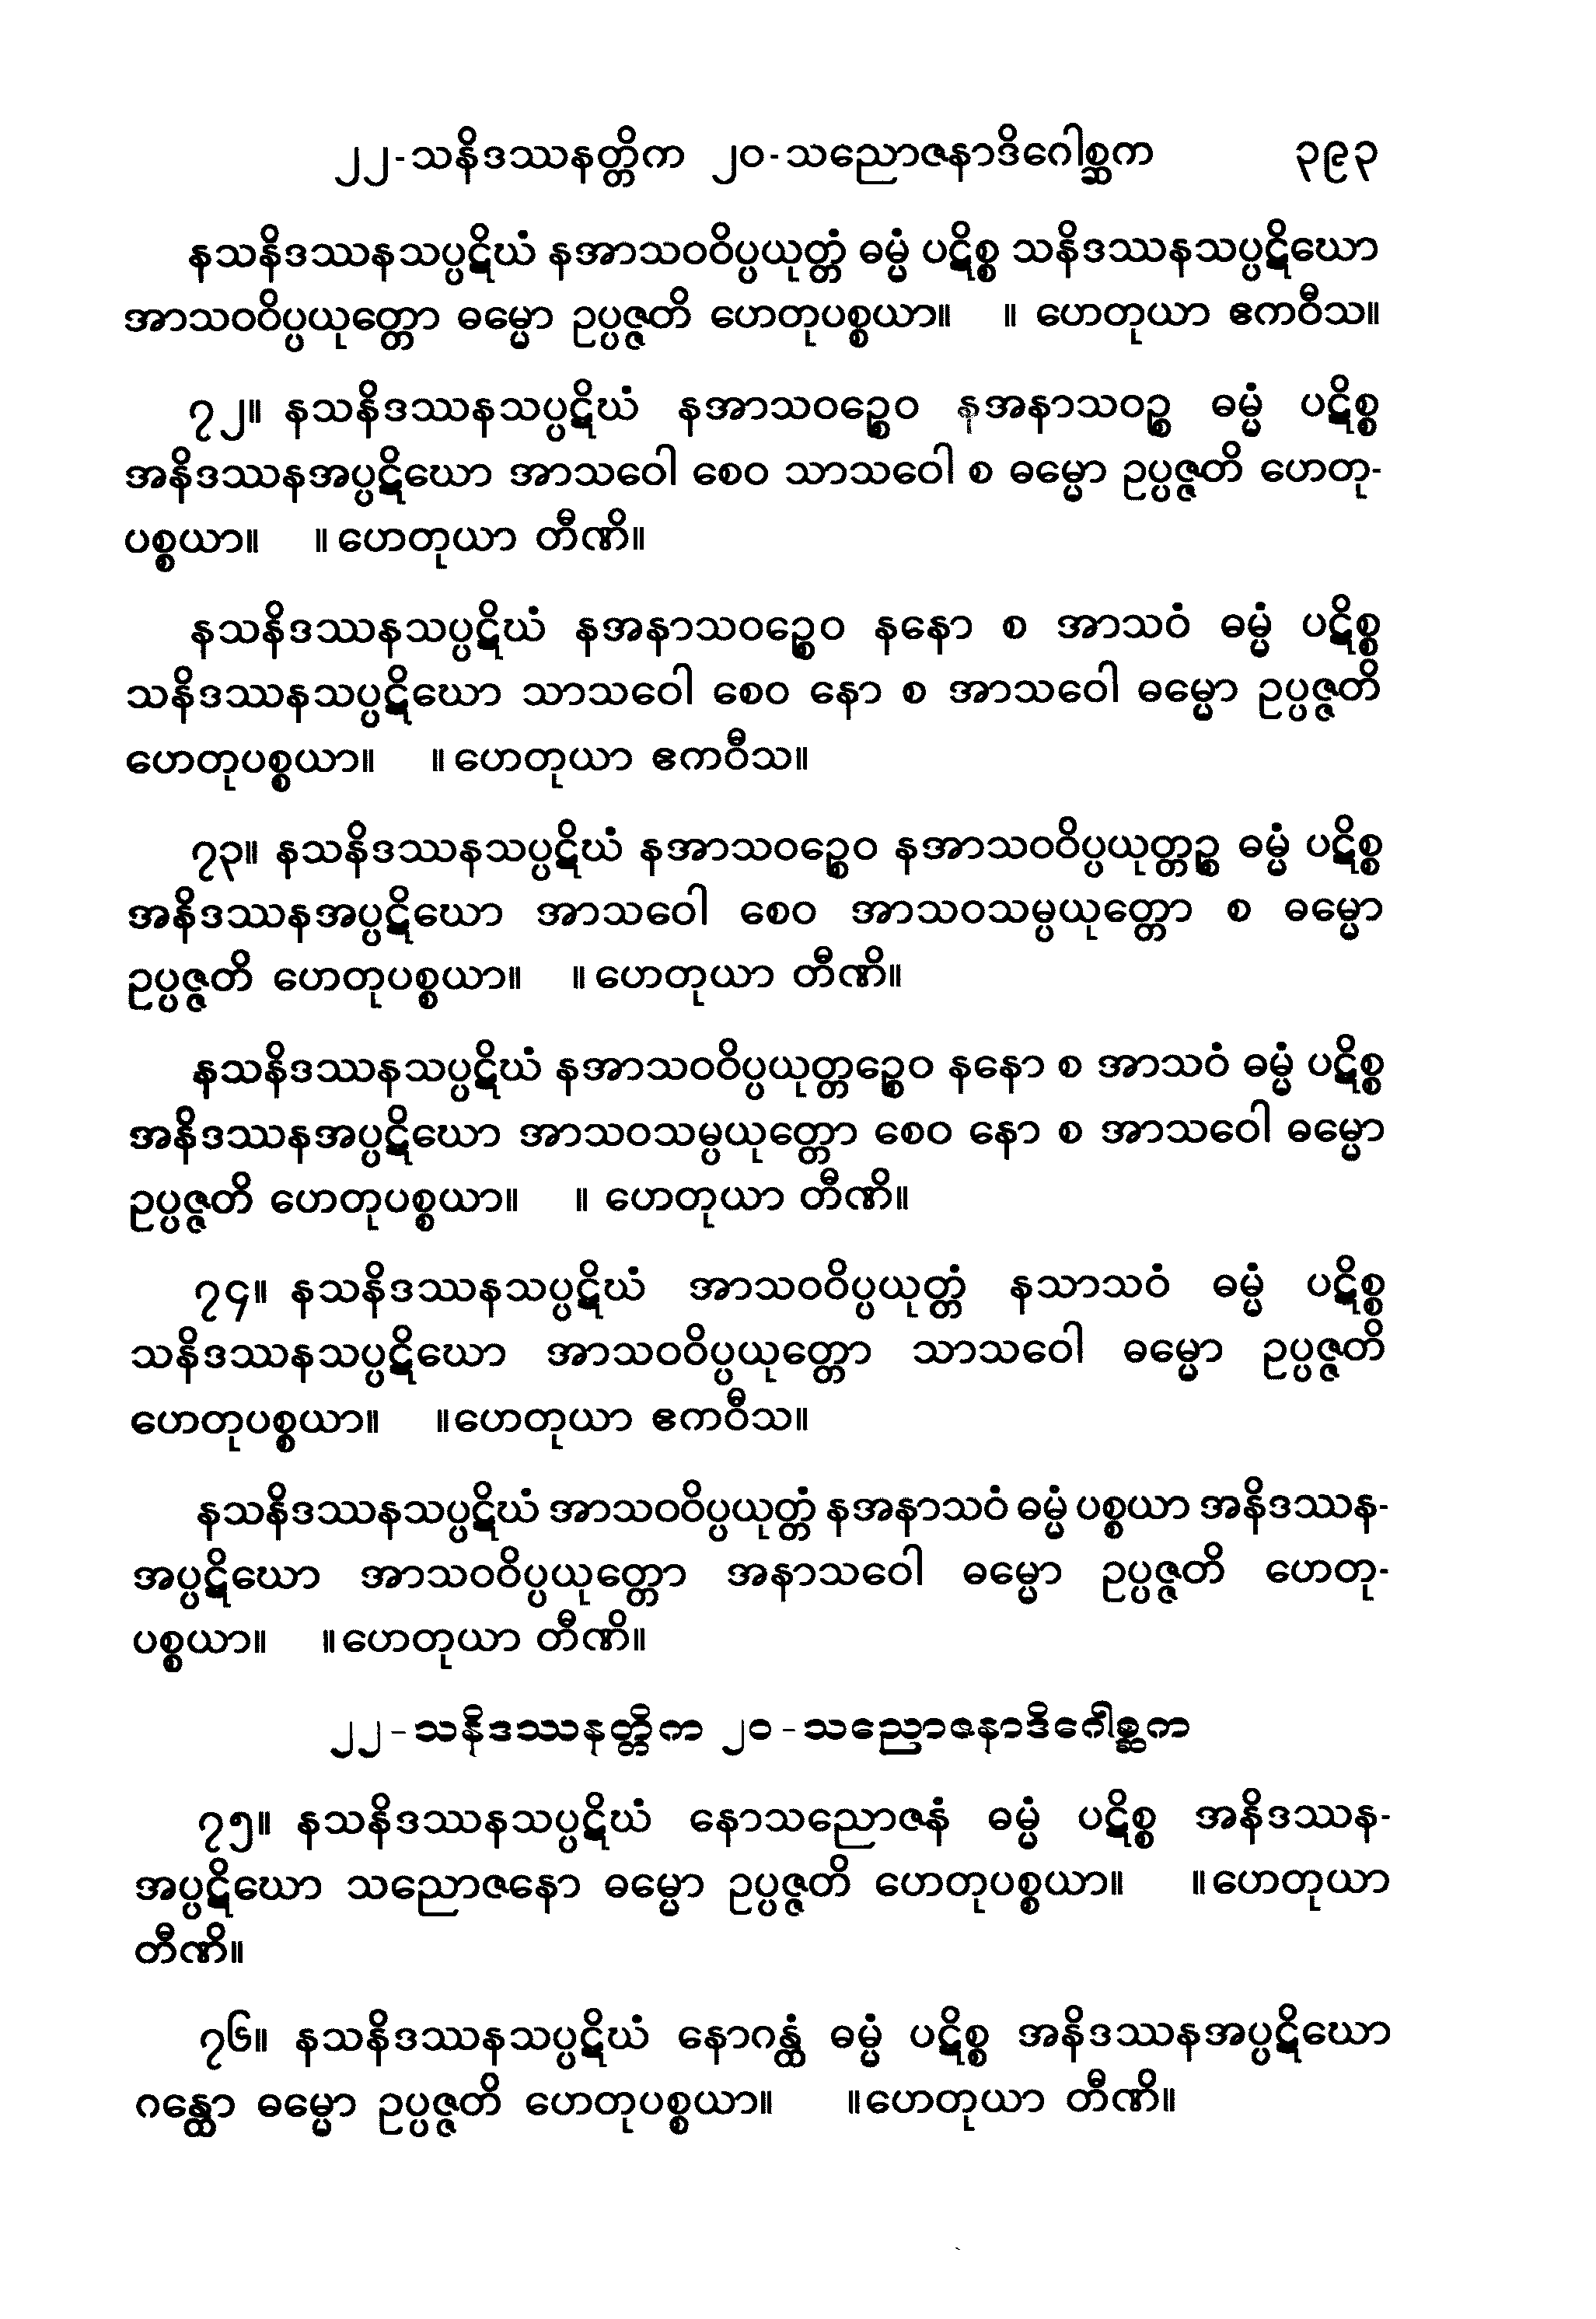 ၂၂-သနိဒဿနတ္တိက ၂၀-သညောဇနာဒိဂေါစ္ဆက ၃၉၃
နသနိဒဿနသပ္ပဋိဃံ နအာသဝဝိပ္ပယုတ္တံ ဓမ္မံ ပဋိစ္စ သနိဒဿနသပ္ပဋိဃော
အာသဝဝိပ္ပယုတ္တော ဓမ္မော ဥပ္ပဇ္ဇတိ ဟေတုပစ္စယာ။ ။ ဟေတုယာ ဧကဝီသ။
၇၂။ နသနိဒဿနသပ္ပဋိဃံ နအာသဝဉ္စေဝ နအနာသဝဉ္စ ဓမ္မံ ပဋိစ္စ
အနိဒဿနအပ္ပဋိဃော အာသဝေါ စေဝ သာသဝေါ စ ဓမ္မော ဥပ္ပဇ္ဇတိ ဟေတု-
ပစ္စယာ။ ။ ဟေတုယာ တီဏိ။
နသနိဒဿနသပ္ပဋိဃံ နအနာသဝဉ္စေဝ နနော စ အာသဝံ ဓမ္မံ ပဋိစ္စ
သနိဒဿနသပ္ပဋိဃော သာသဝေါ စေဝ နော စ အာသဝေါ ဓမ္မော ဥပ္ပဇ္ဇတိ
ဟေတုပစ္စယာ။ ။ ဟေတုယာ ဧကဝီသ။
၇၃။ နသနိဒဿနသပ္ပဋိဃံ နအာသဝဉ္စေဝ နအာသဝဝိပ္ပယုတ္တဉ္စ ဓမ္မံ ပဋိစ္စ
အနိဒဿနအပ္ပဋိဃော အာသဝေါ စေဝ အာသဝသမ္ပယုတ္တော စ ဓမ္မော
ဥပ္ပဇ္ဇတိ ဟေတုပစ္စယာ။ ။ ဟေတုယာ တီဏိ။
နသနိဒဿနသပ္ပဋိဃံ နအာသဝဝိပ္ပယုတ္တဉ္စေဝ နနော စ အာသဝံ ဓမ္မံ ပဋိစ္စ
အနိဒဿနအပ္ပဋိဃော အာသဝသမ္ပယုတ္တော စေဝ နော စ အာသဝေါ ဓမ္မော
ဥပ္ပဇ္ဇတိ ဟေတုပစ္စယာ။ ။ ဟေတုယာ တီဏိ။
၇၄။ နသနိဒဿနသပ္ပဋိဃံ အာသဝဝိပ္ပယုတ္တံ နသာသဝံ ဓမ္မံ ပဋိစ္စ
သနိဒဿနသပ္ပဋိဃော အာသဝဝိပ္ပယုတ္တော သာသဝေါ ဓမ္မော ဥပ္ပဇ္ဇတိ
ဟေတုပစ္စယာ။ ။ဟေတုယာ ဧကဝီသ။
နသနိဒဿနသပ္ပဋိဃံ အာသဝဝိပ္ပယုတ္တံ နအနာသဝံ ဓမ္မံ ပစ္စယာ အနိဒဿန-
အပ္ပဋိဃော အာသဝဝိပ္ပယုတ္တော အနာသဝေါ ဓမ္မော ဥပ္ပဇ္ဇတိ ဟေတု-
ပစ္စယာ။ ။ဟေတုယာ တီဏိ။
၂၂-သနိဒဿနတ္တိက ၂၀-သညောဇနာဒိဂေါစ္ဆက
၇၅။ နသနိဒဿနသပ္ပဋိဃံ နောသညောဇနံ ဓမ္မံ ပဋိစ္စ အနိဒဿန-
အပ္ပဋိဃော သညောဇနော ဓမ္မော ဥပ္ပဇ္ဇတိ ဟေတုပစ္စယာ။ ။ဟေတုယာ
တီဏိ။
၇၆။ နသနိဒဿနသပ္ပဋိဃံ နောဂန္ထံ ဓမ္မံ ပဋိစ္စ အနိဒဿနအပ္ပဋိဃော
ဂန္ထော ဓမ္မော ဥပ္ပဇ္ဇတိ ဟေတုပစ္စယာ။ ။ဟေတုယာ တီဏိ။